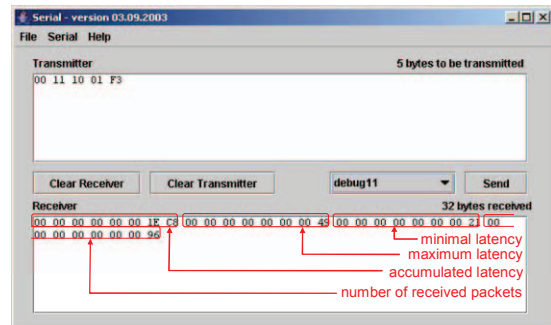 Serial - version 03.09.2003
File Serial Help
Transmitter 5 bytes to be transmitted
00 11 10 01 F3
Clear Receiver Clear Transmitter debug11 Send
Receiver 32 bytes received
00 00 00 00 00 00 1E C8 00 00 00 00 00 00 00 49 00 00 00 00 00 00 00 21 00
00 00 00 00 00 00 96
minimal latency
maximum latency
accumulated latency
number of received packets